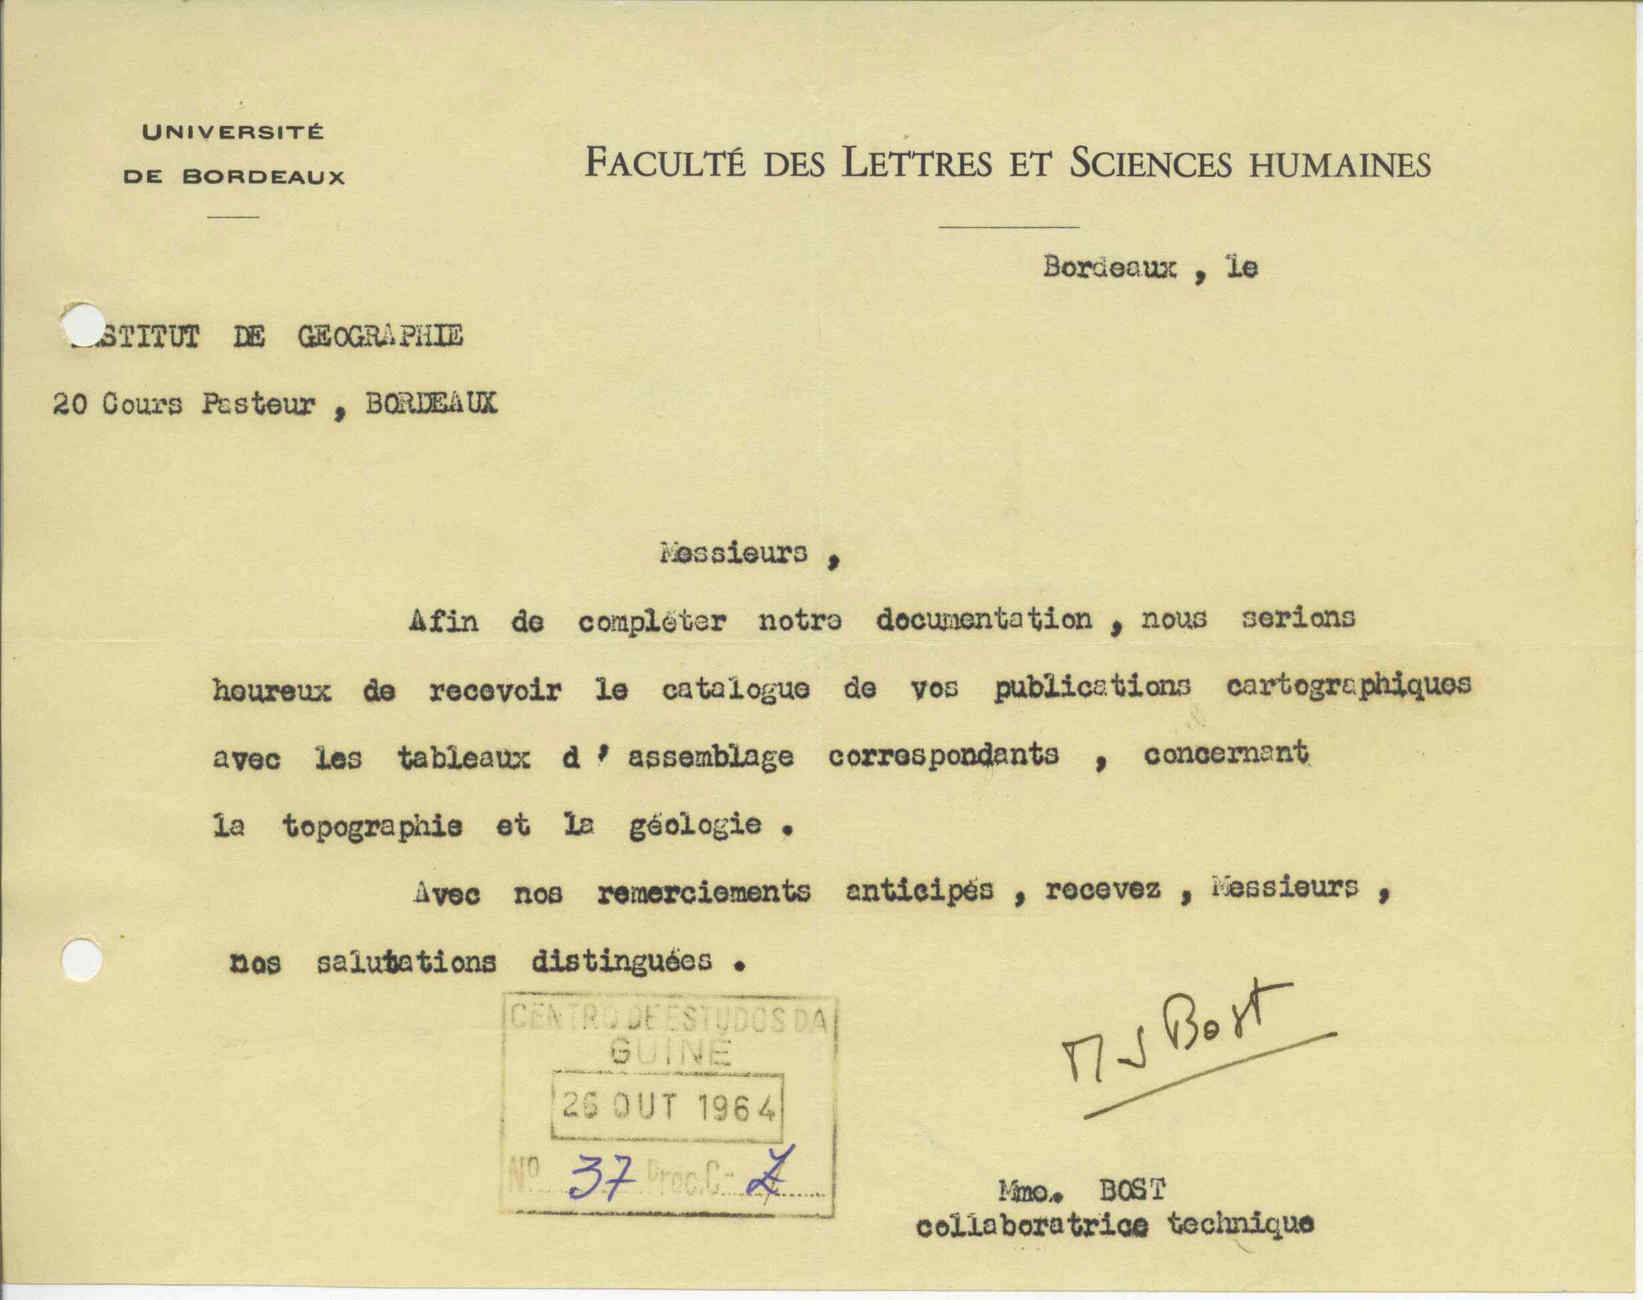 UNIVERSITÉ
DE BORDEAUX
FACULTÉ DES LETTRES ET SCIENCES HUMAINES
Bordeaux , le
STITUT DE GEOGRAPHIE
20 Cours Pasteur , BORDEAUX
Messieurs ,
Afin de compléter notre documentation , nous serions
heureux de recevoir le catalogue de vos publications cartographiques
avec les tableaux d ' assemblage correspondants , concernant
la topographie et la géologie .
Avec nos remerciements anticipés , recevez , Messieurs ,
nos salutations distinguées .
CENTRO DE ESTUDOS DA
GUINÉ
26 OUT 1964
Nº 37 Proc. C- Z
M J Bost
Mme. BOST
collaboratrice technique